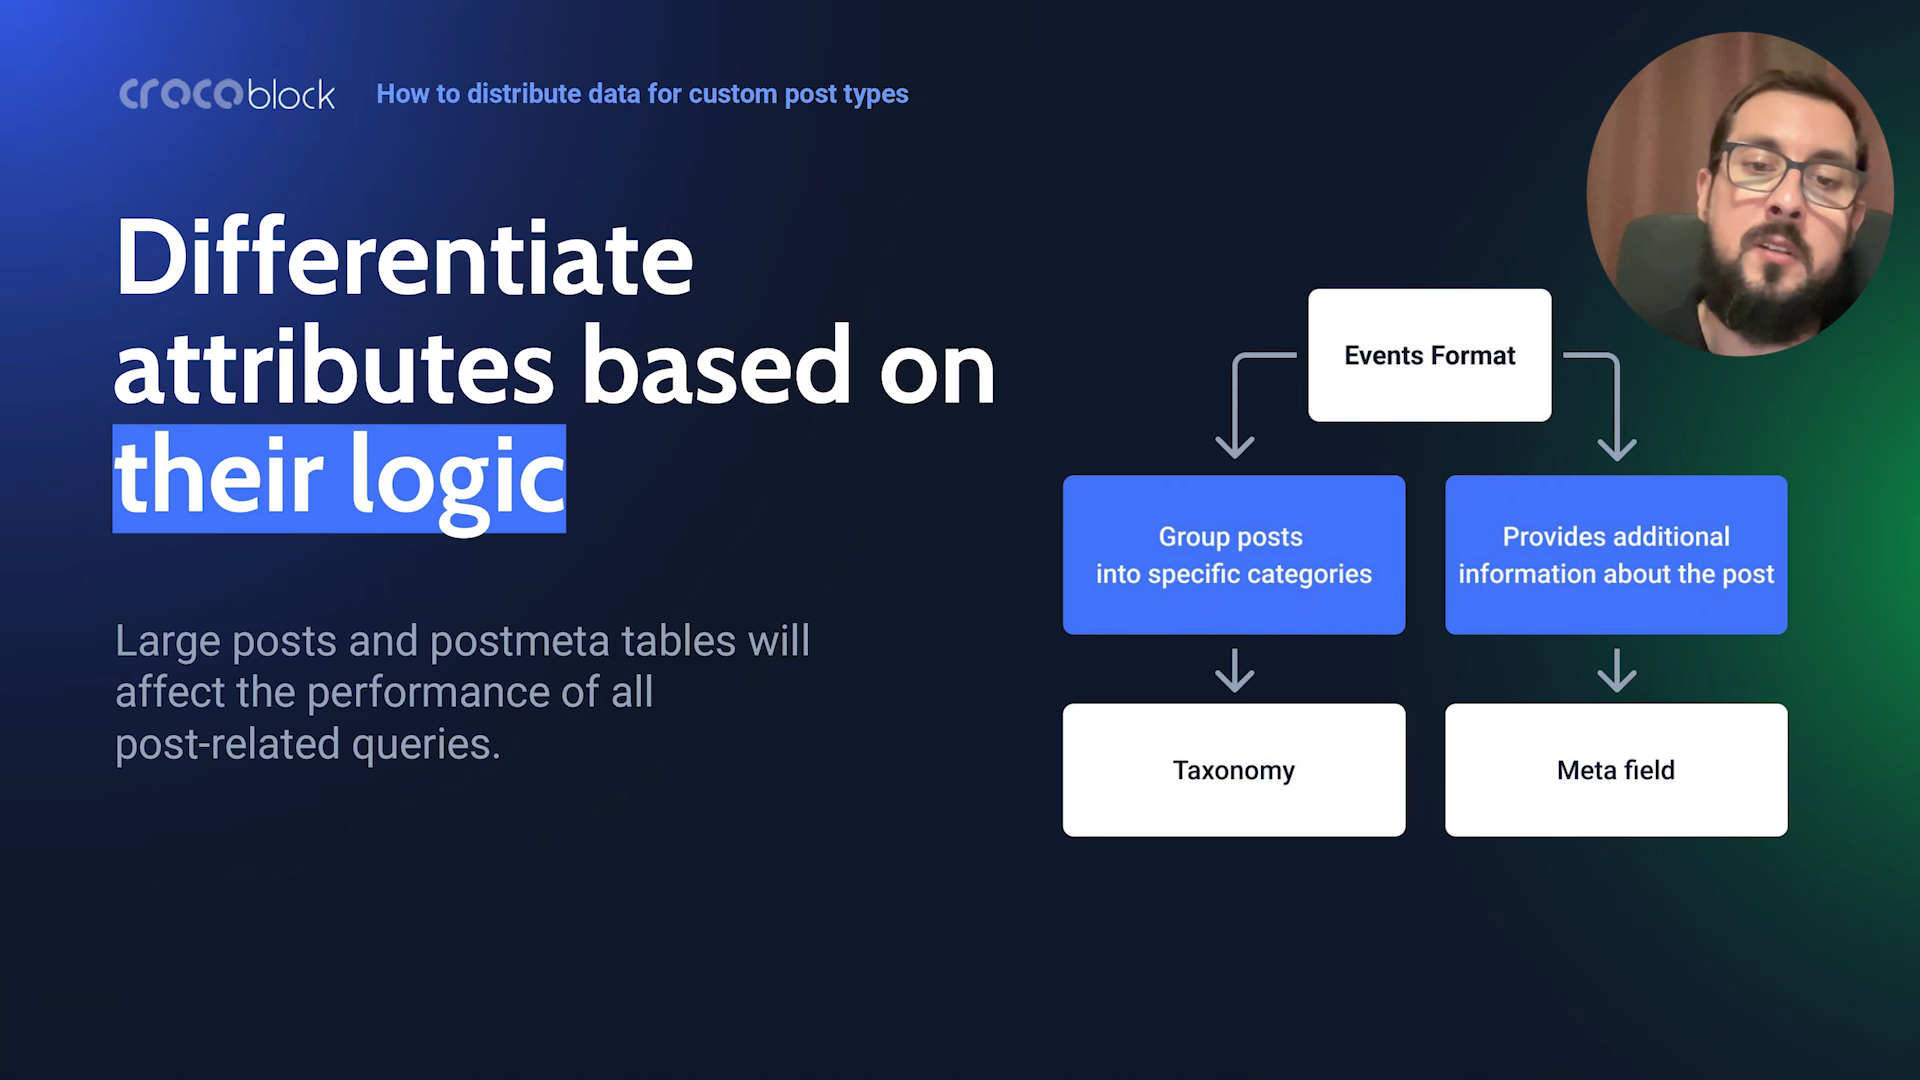 crocoblock
How to distribute data for custom post types
Differentiate
attributes based on
their logic
Large posts and postmeta tables will
affect the performance of all
post-related queries.
Events Format
Group posts
into specific categories
Provides additional
information about the post
Taxonomy
Meta field